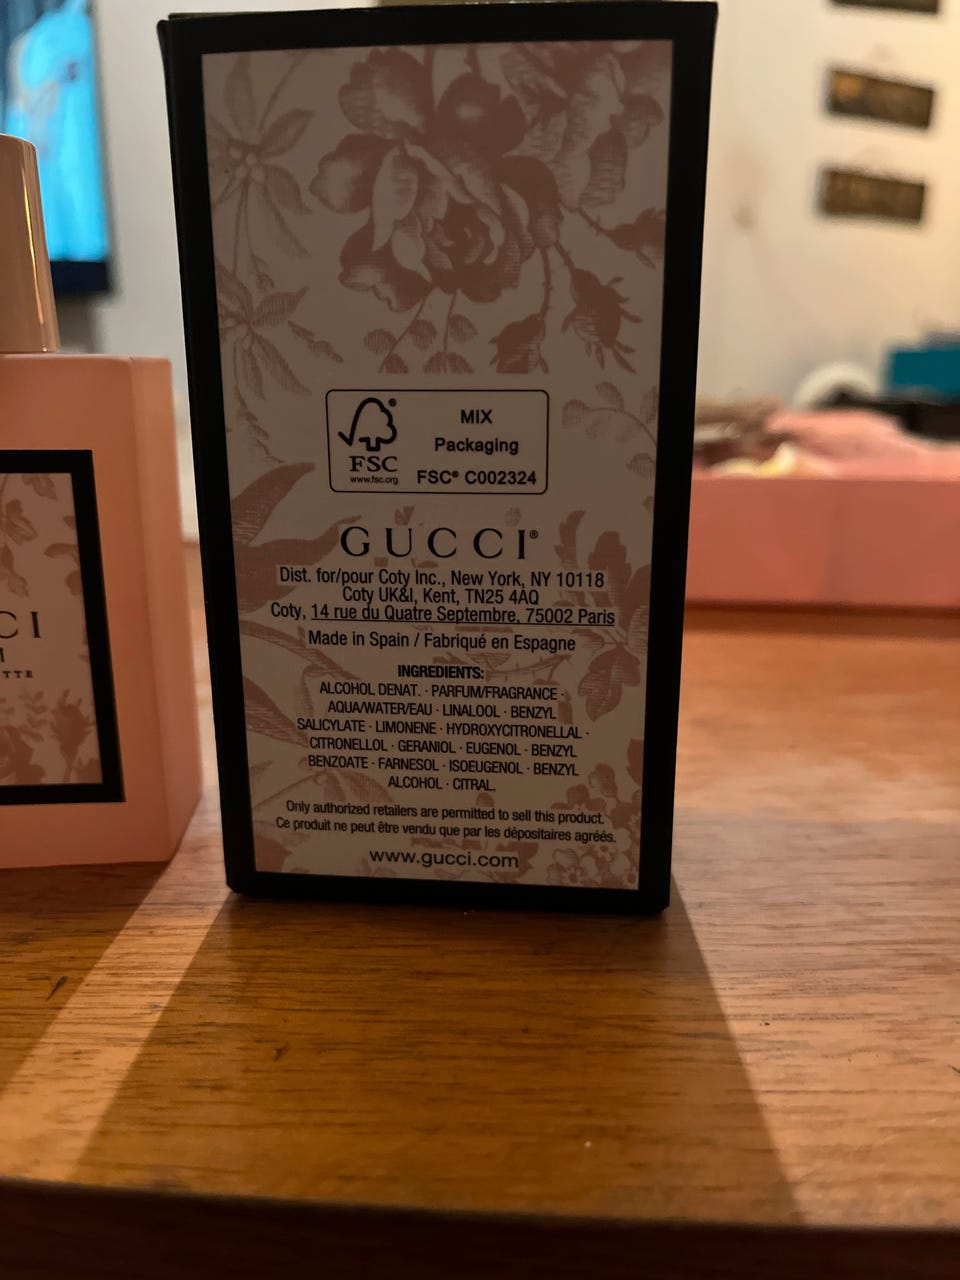 MIX
Packaging
FSC® C002324
FSC®
www.fsc.org
GUCCI®
Dist. for/pour Coty Inc., New York, NY 10118
Coty UK&I, Kent, TN25 4AQ
Coty, 14 rue du Quatre Septembre, 75002 Paris
Made in Spain / Fabriqué en Espagne
INGREDIENTS:
ALCOHOL DENAT. · PARFUM/FRAGRANCE ·
AQUA/WATER/EAU · LINALOOL · BENZYL
SALICYLATE · LIMONENE · HYDROXYCITRONELLAL ·
CITRONELLOL · GERANIOL · EUGENOL · BENZYL
BENZOATE · FARNESOL · ISOEUGENOL · BENZYL
ALCOHOL · CITRAL.
Only authorized retailers are permitted to sell this product.
Ce produit ne peut être vendu que par les dépositaires agréés.
www.gucci.com
CI
I
TTE